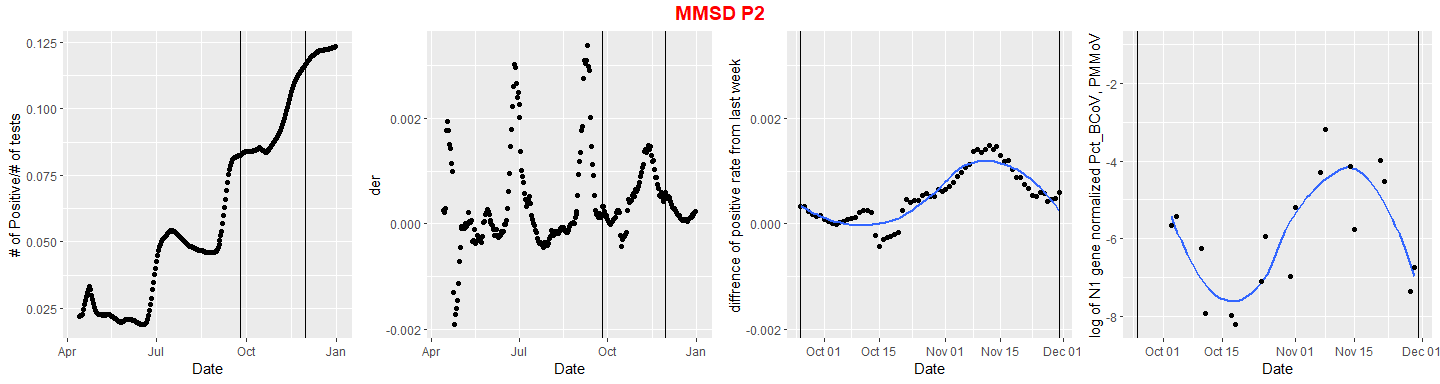 MMSD P2
# of Positive/# of tests
0.125
0.100
0.075
0.050
0.025
Apr
Jul
Oct
Jan
Date
der
0.002
0.000
-0.002
Apr
Jul
Oct
Jan
Date
diffrence of positive rate from last week
0.002
0.000
-0.002
Oct 01
Oct 15
Nov 01
Nov 15
Dec 01
Date
log of N1 gene normalized Pct_BCoV, PMMoV
-2
-4
-6
-8
Oct 01
Oct 15
Nov 01
Nov 15
Dec 01
Date